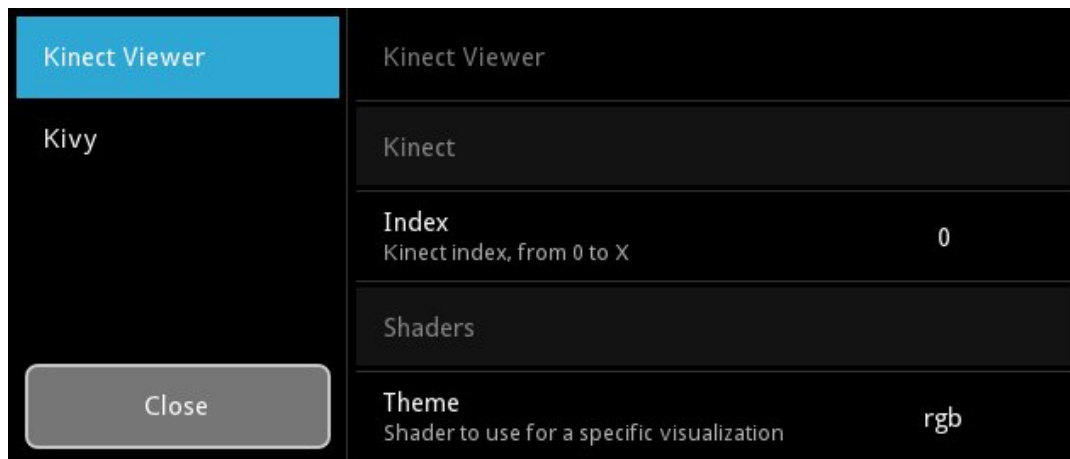 Kinect Viewer
Kivy
Close
Kinect Viewer
Kinect
Index
Kinect index, from 0 to X
0
Shaders
Theme
Shader to use for a specific visualization
rgb